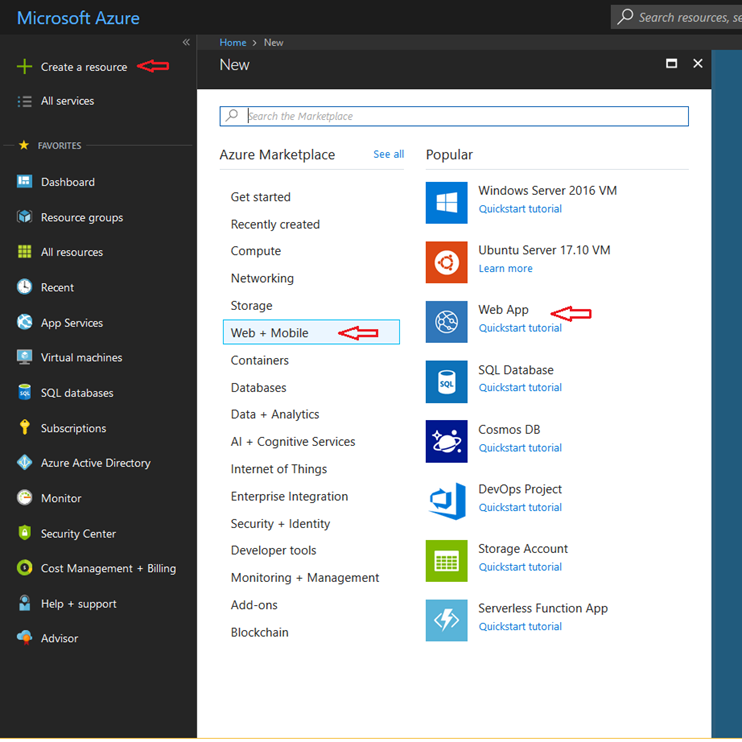 Microsoft Azure
Search resources, se
«
Home > New
Create a resource
New
All services
FAVORITES
Search the Marketplace
Azure Marketplace See all
Popular
Dashboard
Resource groups
All resources
Recent
App Services
Virtual machines
SQL databases
Subscriptions
Azure Active Directory
Monitor
Security Center
Cost Management + Billing
Help + support
Advisor
Get started
Recently created
Compute
Networking
Storage
Web + Mobile
Containers
Databases
Data + Analytics
AI + Cognitive Services
Internet of Things
Enterprise Integration
Security + Identity
Developer tools
Monitoring + Management
Add-ons
Blockchain
Windows Server 2016 VM
Quickstart tutorial
Ubuntu Server 17.10 VM
Learn more
Web App
Quickstart tutorial
SQL
SQL Database
Quickstart tutorial
Cosmos DB
Quickstart tutorial
DevOps Project
Quickstart tutorial
Storage Account
Quickstart tutorial
Serverless Function App
Quickstart tutorial